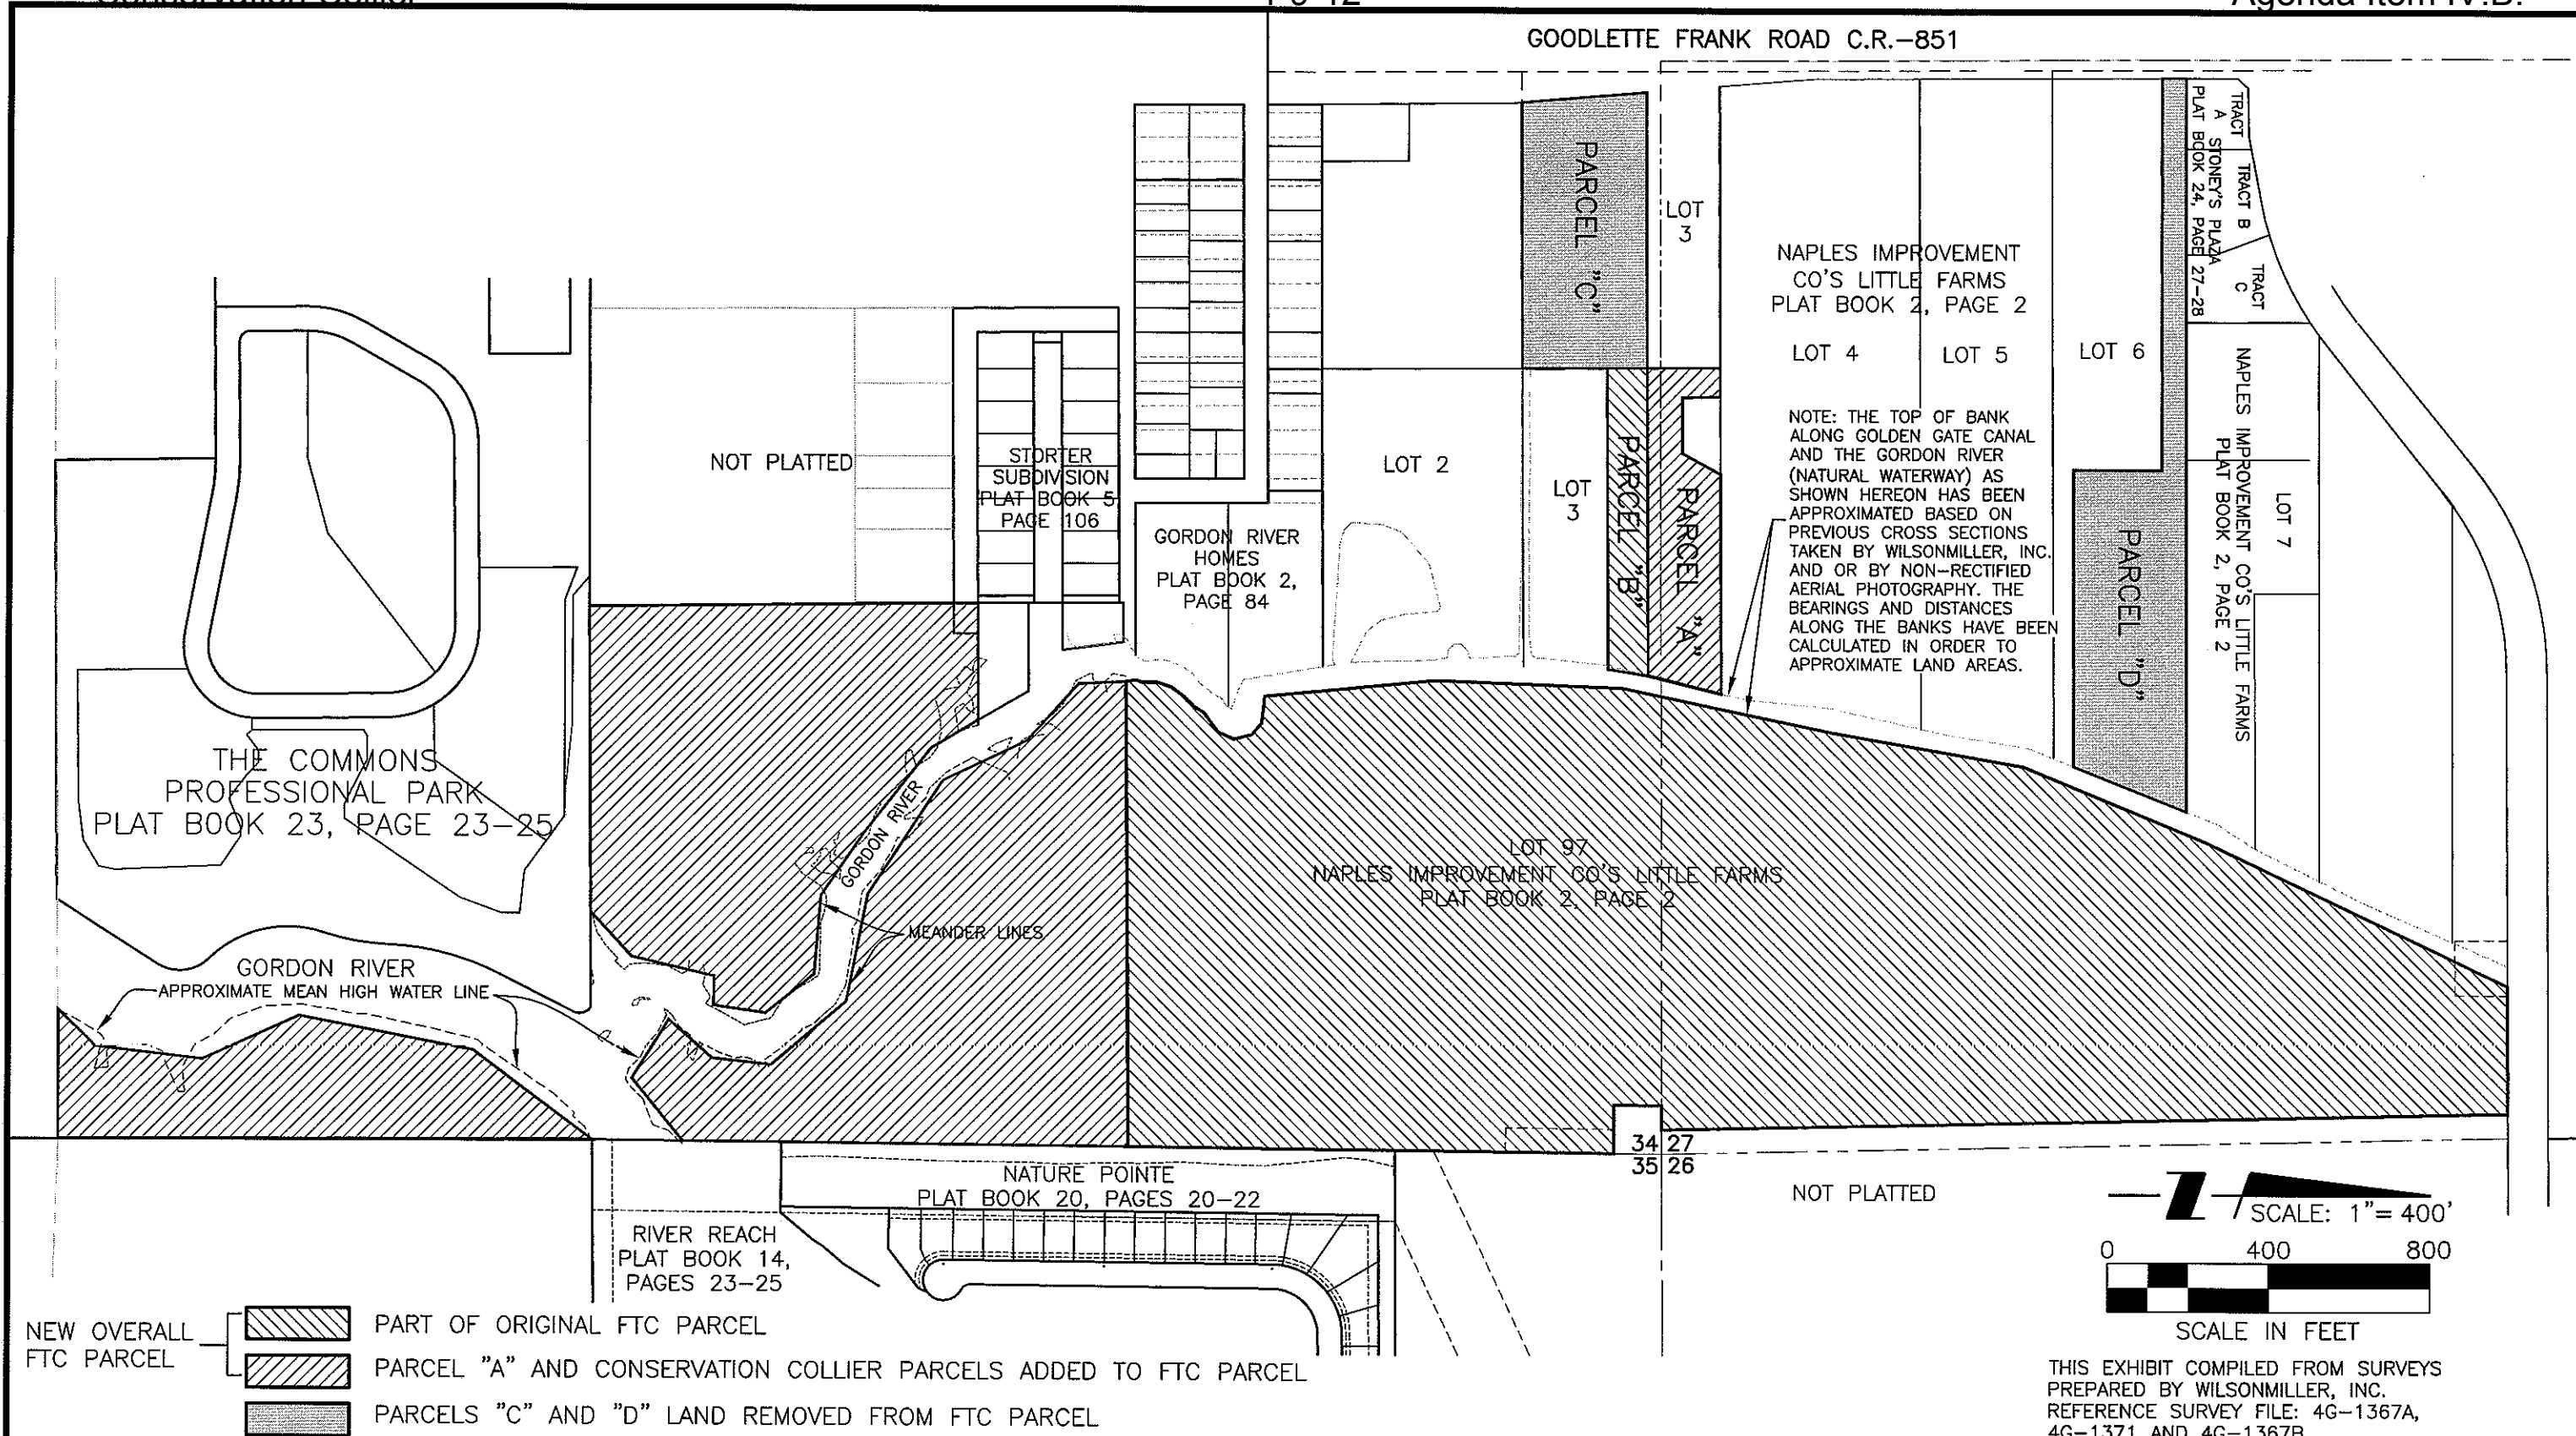 GOODLETTE FRANK ROAD C.R.-851
TRACT
A
STONEY'S PLAZA
PLAT BOOK 24, PAGE 27-28
TRACT B
TRACT
C
PARCEL "C"
LOT
3
NAPLES IMPROVEMENT
CO'S LITTLE FARMS
PLAT BOOK 2, PAGE 2
LOT 4
LOT 5
LOT 6
NAPLES IMPROVEMENT CO'S LITTLE FARMS
PLAT BOOK 2, PAGE 2
LOT 7
NOT PLATTED
STORTER
SUBDIVISION
PLAT BOOK 5
PAGE 106
GORDON RIVER
HOMES
PLAT BOOK 2,
PAGE 84
LOT 2
LOT
3
PARCEL "B"
PARCEL "A"
NOTE: THE TOP OF BANK
ALONG GOLDEN GATE CANAL
AND THE GORDON RIVER
(NATURAL WATERWAY) AS
SHOWN HEREON HAS BEEN
APPROXIMATED BASED ON
PREVIOUS CROSS SECTIONS
TAKEN BY WILSONMILLER, INC.
AND OR BY NON-RECTIFIED
AERIAL PHOTOGRAPHY. THE
BEARINGS AND DISTANCES
ALONG THE BANKS HAVE BEEN
CALCULATED IN ORDER TO
APPROXIMATE LAND AREAS.
PARCEL "D"
THE COMMONS
PROFESSIONAL PARK
PLAT BOOK 23, PAGE 23-25
GORDON RIVER
MEANDER LINES
LOT 97
NAPLES IMPROVEMENT CO'S LITTLE FARMS
PLAT BOOK 2, PAGE 2
GORDON RIVER
APPROXIMATE MEAN HIGH WATER LINE
34 27
35 26
NATURE POINTE
PLAT BOOK 20, PAGES 20-22
NOT PLATTED
RIVER REACH
PLAT BOOK 14,
PAGES 23-25
SCALE: 1"= 400'
0 400 800
SCALE IN FEET
NEW OVERALL
FTC PARCEL
PART OF ORIGINAL FTC PARCEL
PARCEL "A" AND CONSERVATION COLLIER PARCELS ADDED TO FTC PARCEL
PARCELS "C" AND "D" LAND REMOVED FROM FTC PARCEL
THIS EXHIBIT COMPILED FROM SURVEYS
PREPARED BY WILSONMILLER, INC.
REFERENCE SURVEY FILE: 4G-1367A,
4G-1371 AND 4G-1367B